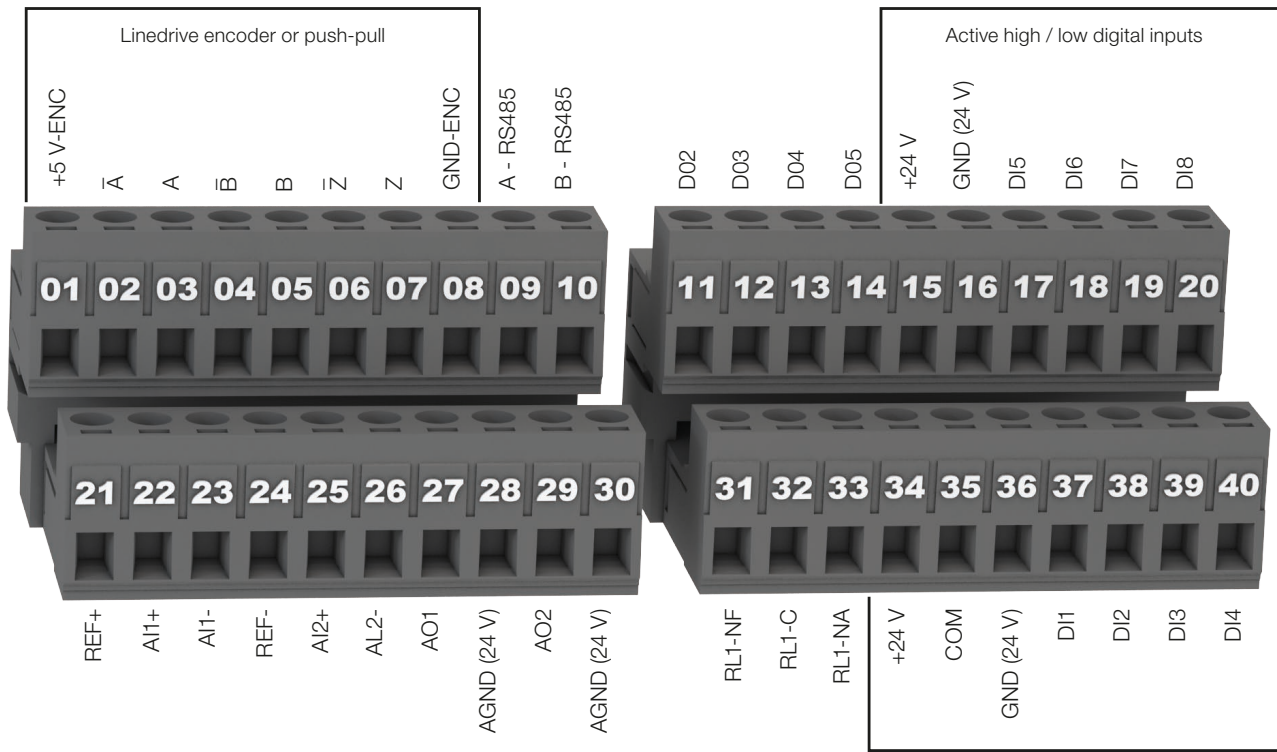 Linedrive encoder or push-pull
Active high / low digital inputs
+5 V-ENC
A̅
A
B̅
B
Z̅
Z
GND-ENC
A - RS485
B - RS485
D02
D03
D04
D05
+24 V
GND (24 V)
DI5
DI6
DI7
DI8
01 02 03 04 05 06 07 08 09 10
11 12 13 14 15 16 17 18 19 20
21 22 23 24 25 26 27 28 29 30
31 32 33 34 35 36 37 38 39 40
REF+
AI1+
AI1-
REF-
AI2+
AL2-
AO1
AGND (24 V)
AO2
AGND (24 V)
RL1-NF
RL1-C
RL1-NA
+24 V
COM
GND (24 V)
DI1
DI2
DI3
DI4